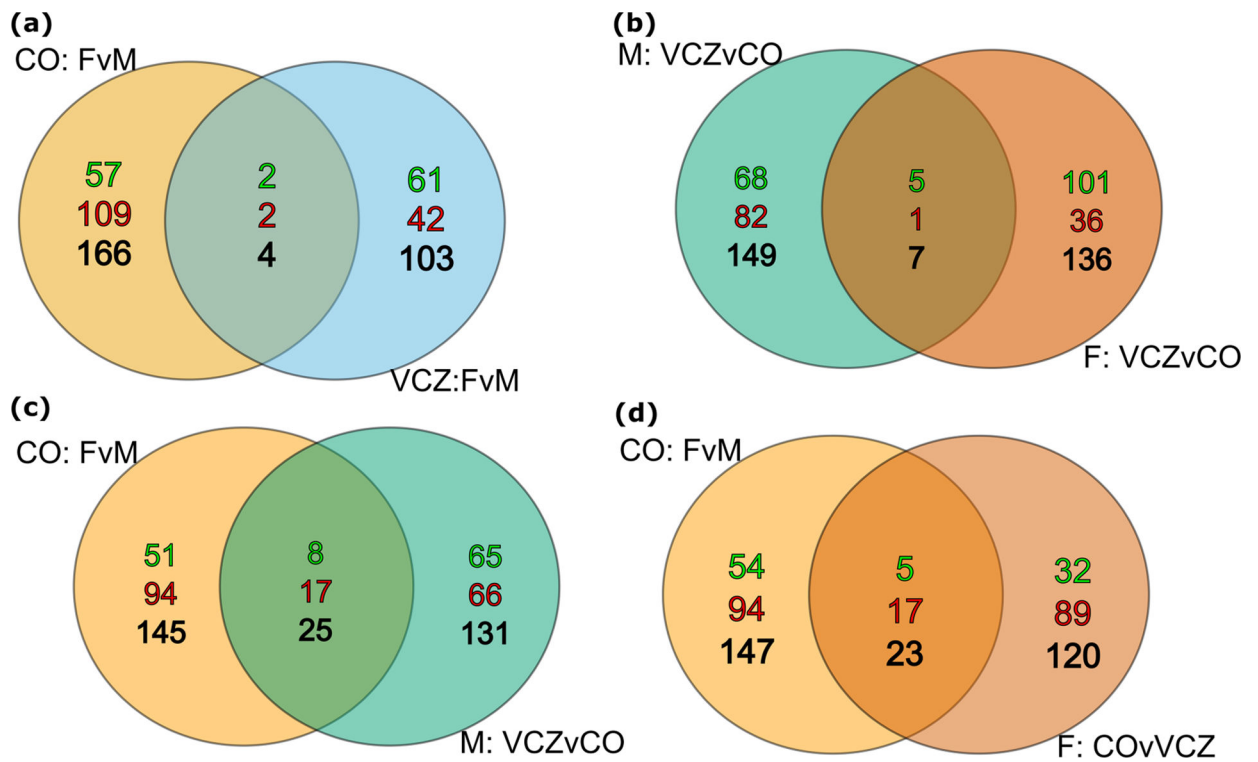 (a)
CO: FvM
57 2 61
109 2 42
166 4 103
VCZ:FvM
(b)
M: VCZvCO
68 5 101
82 1 36
149 7 136
F: VCZvCO
(c)
CO: FvM
51 8 65
94 17 66
145 25 131
M: VCZvCO
(d)
CO: FvM
54 5 32
94 17 89
147 23 120
F: COvVCZ